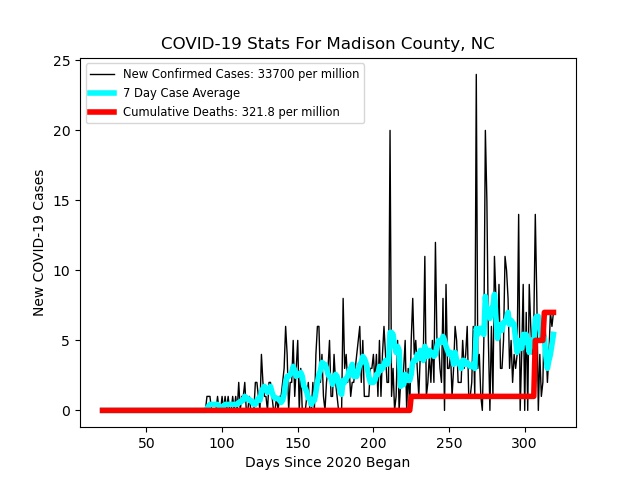 COVID-19 Stats For Madison County, NC
New Confirmed Cases: 33700 per million
7 Day Case Average
Cumulative Deaths: 321.8 per million
New COVID-19 Cases
25
20
15
10
5
0
50 100 150 200 250 300
Days Since 2020 Began